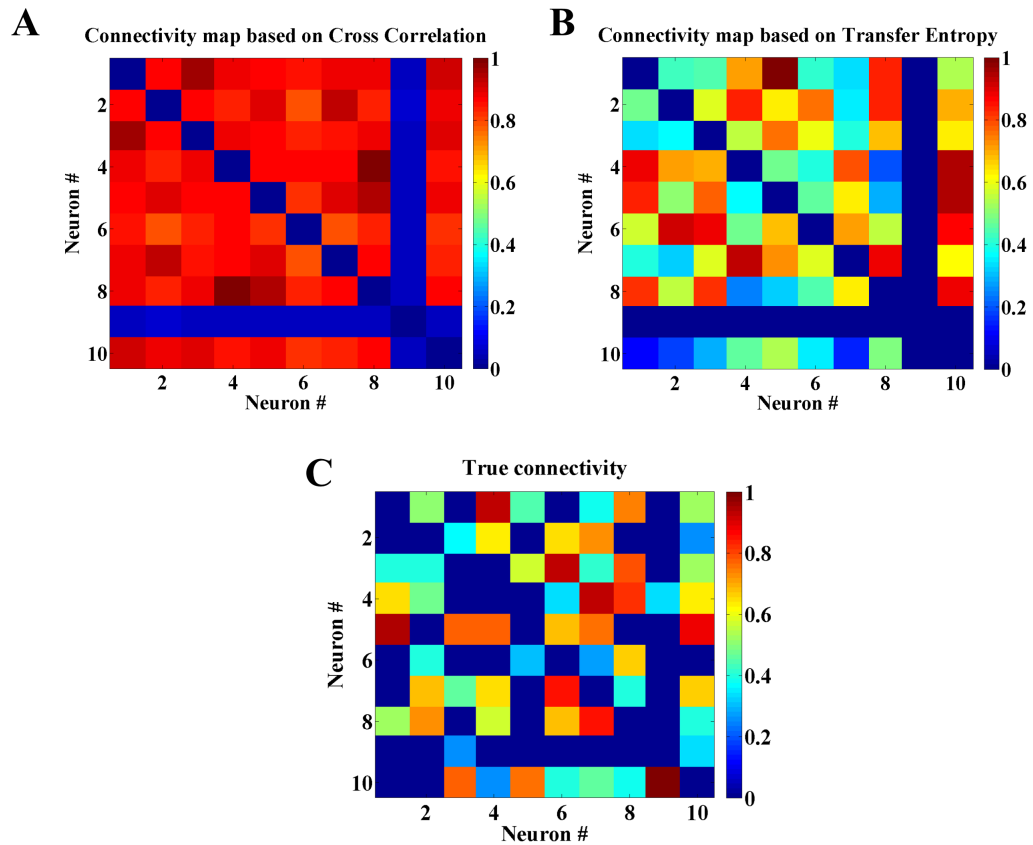 A
Connectivity map based on Cross Correlation
2
4
6
8
10
Neuron #
2 4 6 8 10
Neuron #
1
0.8
0.6
0.4
0.2
0
B
Connectivity map based on Transfer Entropy
2
4
6
8
10
Neuron #
2 4 6 8 10
Neuron #
1
0.8
0.6
0.4
0.2
0
C
True connectivity
2
4
6
8
10
Neuron #
2 4 6 8 10
Neuron #
1
0.8
0.6
0.4
0.2
0